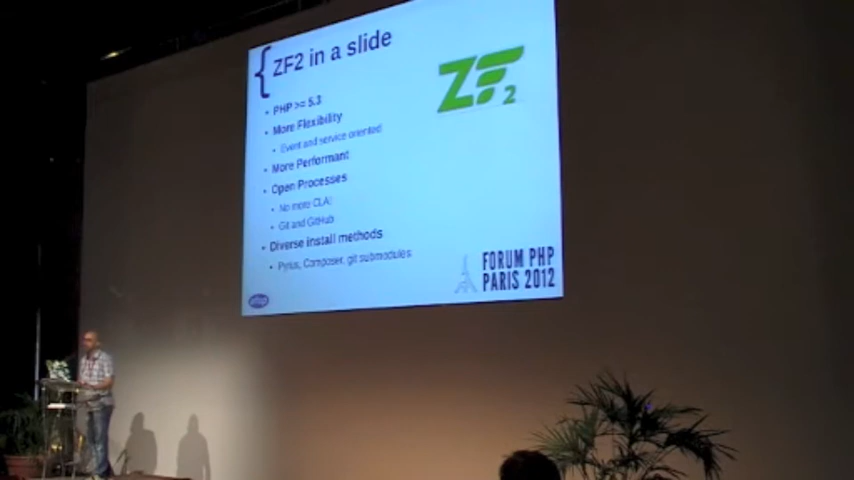 { ZF2 in a slide
ZF2
• PHP >= 5.3
• More Flexibility
• Event and service oriented
• More Performant
• Open Processes
• No more CLA!
• Git and GitHub
• Diverse install methods
• Pyrus, Composer, git submodules
FORUM PHP
PARIS 2012
php